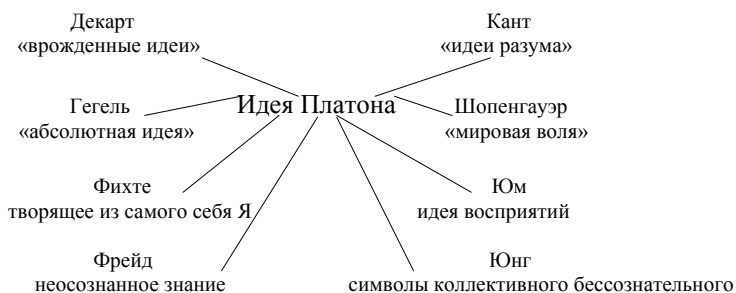 Декарт
«врожденные идеи»
Кант
«идеи разума»
Идея Платона
Гегель
«абсолютная идея»
Шопенгауэр
«мировая воля»
Фихте
творящее из самого себя Я
Юм
идея восприятий
Фрейд
неосознанное знание
Юнг
символы коллективного бессознательного